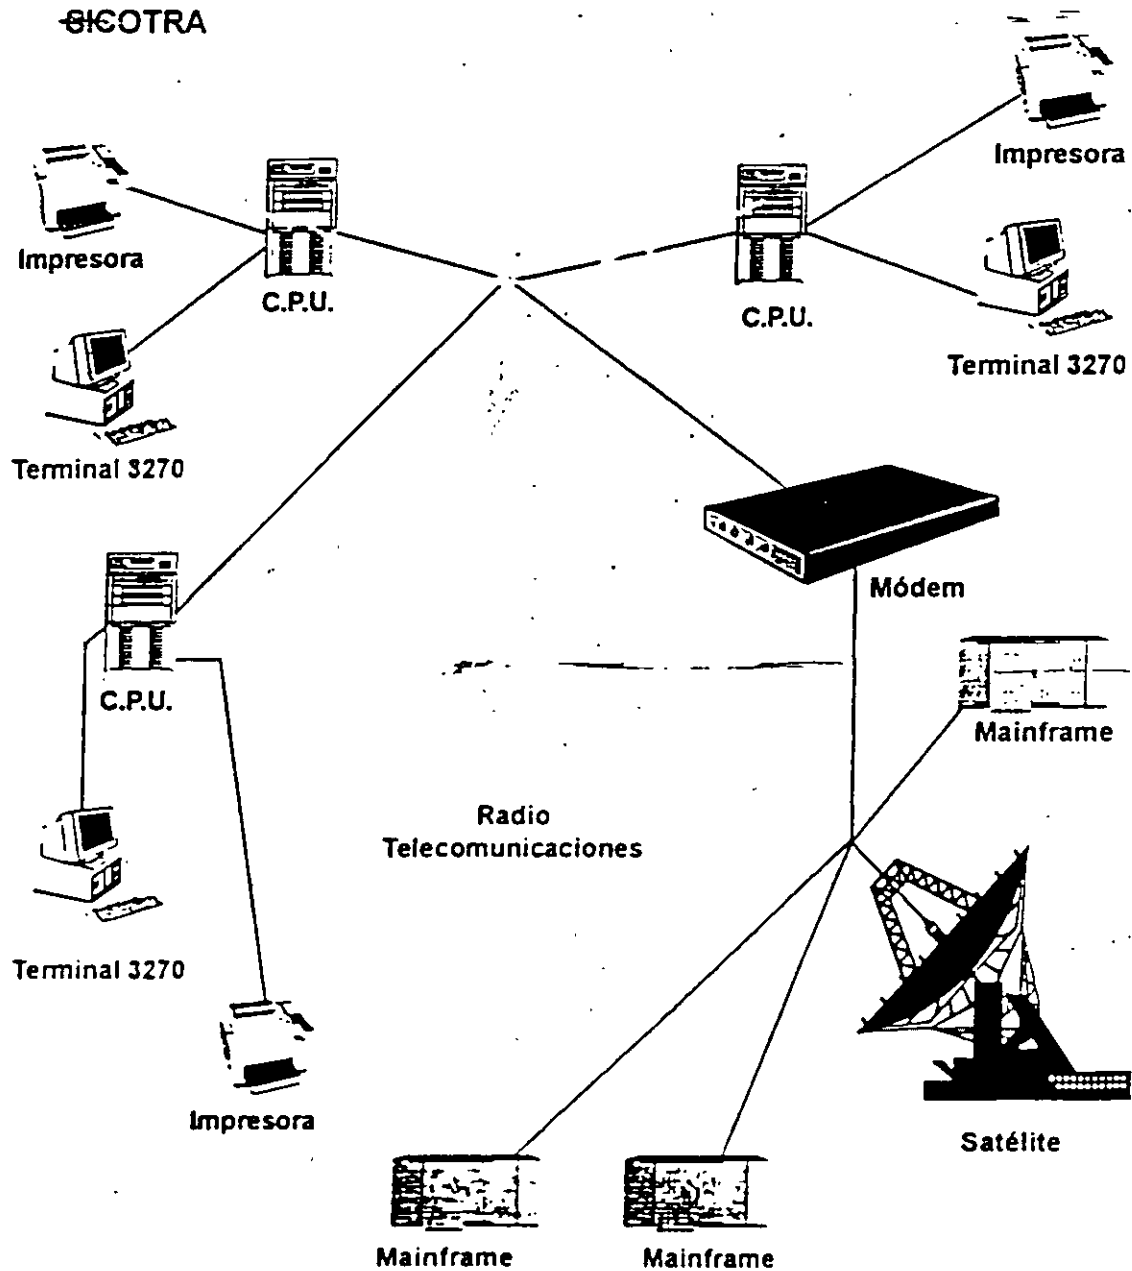 SICOTRA
Impresora
Impresora
C.P.U.
C.P.U.
Terminal 3270
Terminal 3270
Módem
C.P.U.
Mainframe
Radio
Telecomunicaciones
Terminal 3270
Impresora
Satélite
Mainframe
Mainframe